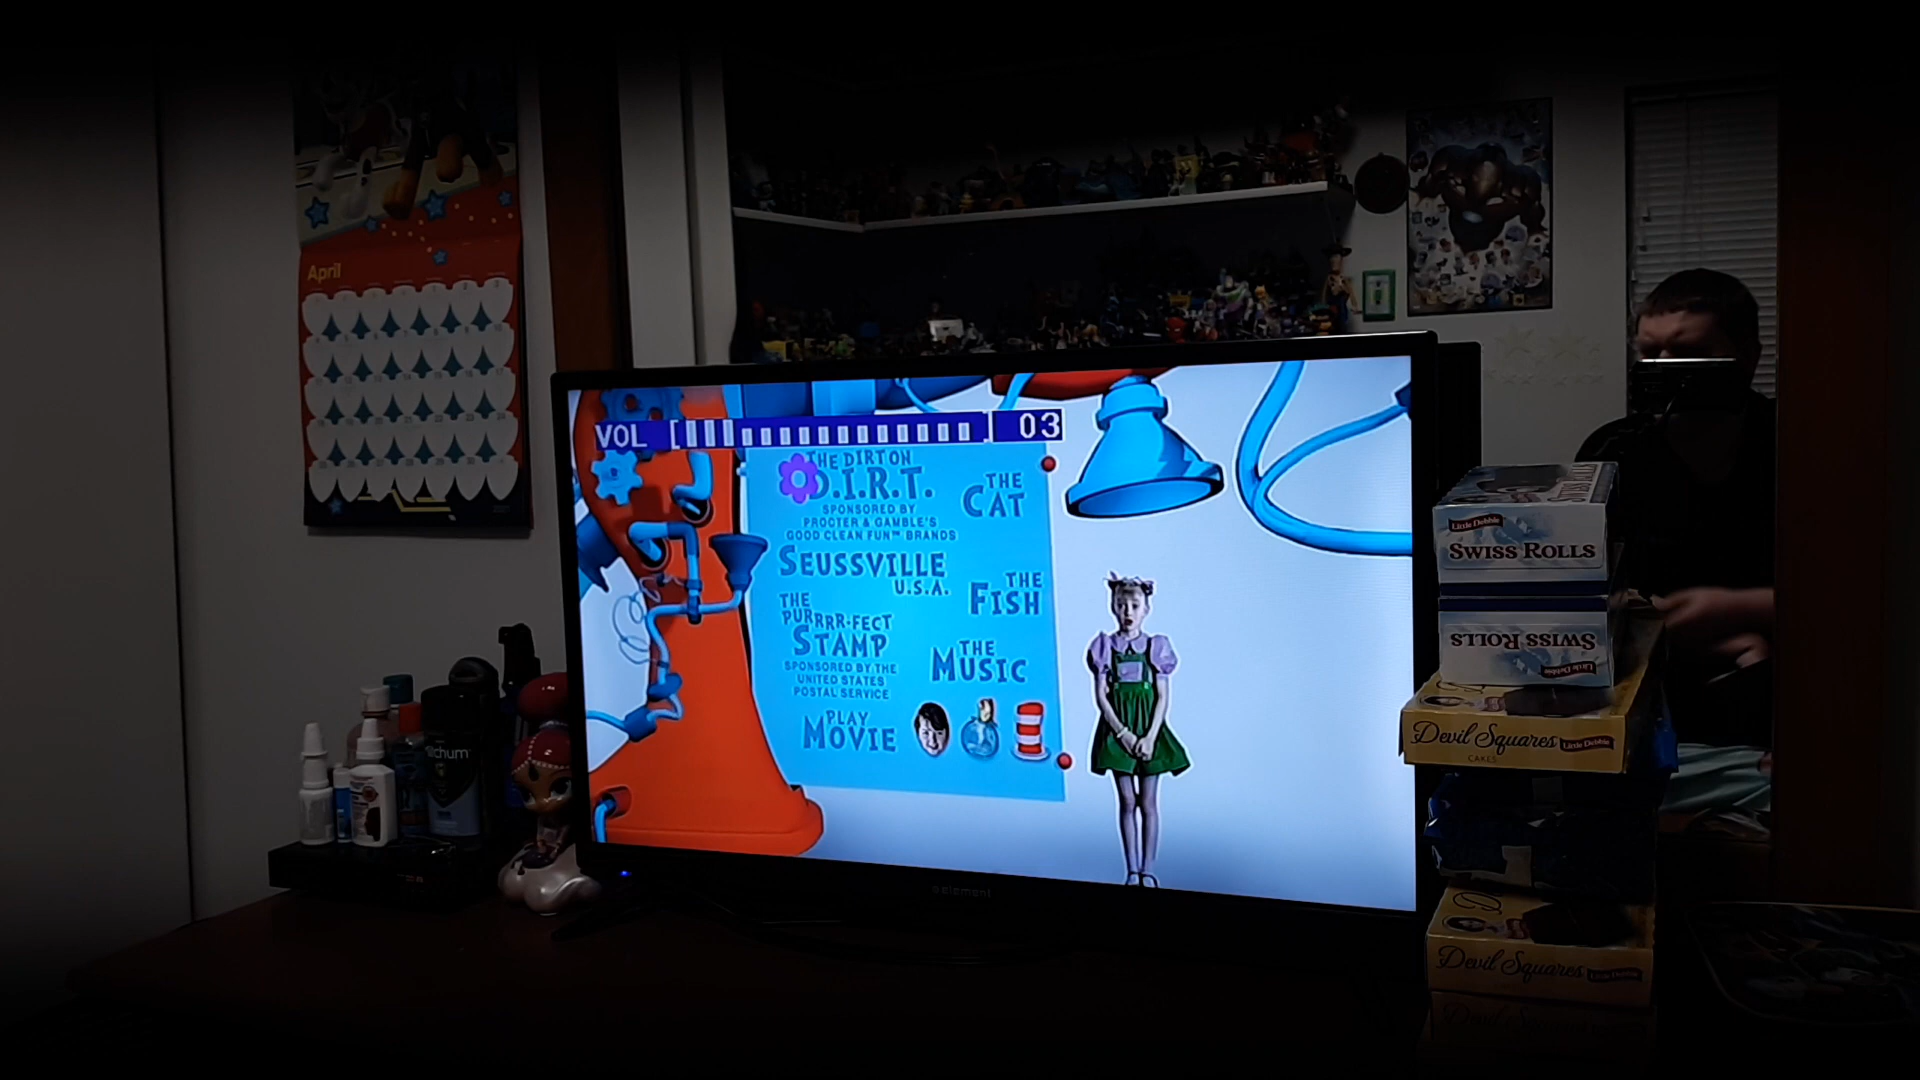 April
VOL 03
THE DIRT ON
D.I.R.T.
SPONSORED BY
PROCTER & GAMBLE'S
GOOD CLEAN FUN™ BRANDS
THE
CAT
SEUSSVILLE
U.S.A.
THE
FISH
THE
PURRRR-FECT
STAMP
SPONSORED BY THE
UNITED STATES
POSTAL SERVICE
THE
MUSIC
PLAY
MOVIE
element
SWISS ROLLS
Little Debbie
SWISS ROLLS
SWISS ROLLS
Little Debbie
Devil Squares
Little Debbie
CAKES
Devil Squares
Little Debbie